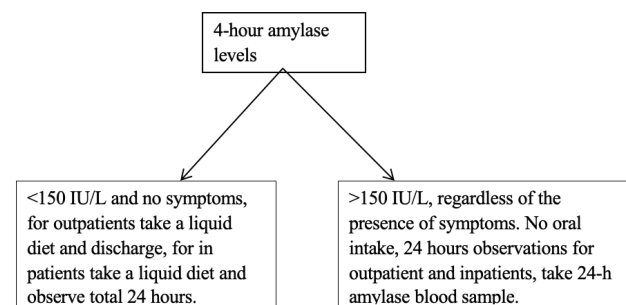 4-hour amylase
levels
<150 IU/L and no symptoms,
for outpatients take a liquid
diet and discharge, for in
patients take a liquid diet and
observe total 24 hours.
>150 IU/L, regardless of the
presence of symptoms. No oral
intake, 24 hours observations for
outpatient and inpatients, take 24-h
amylase blood sample.